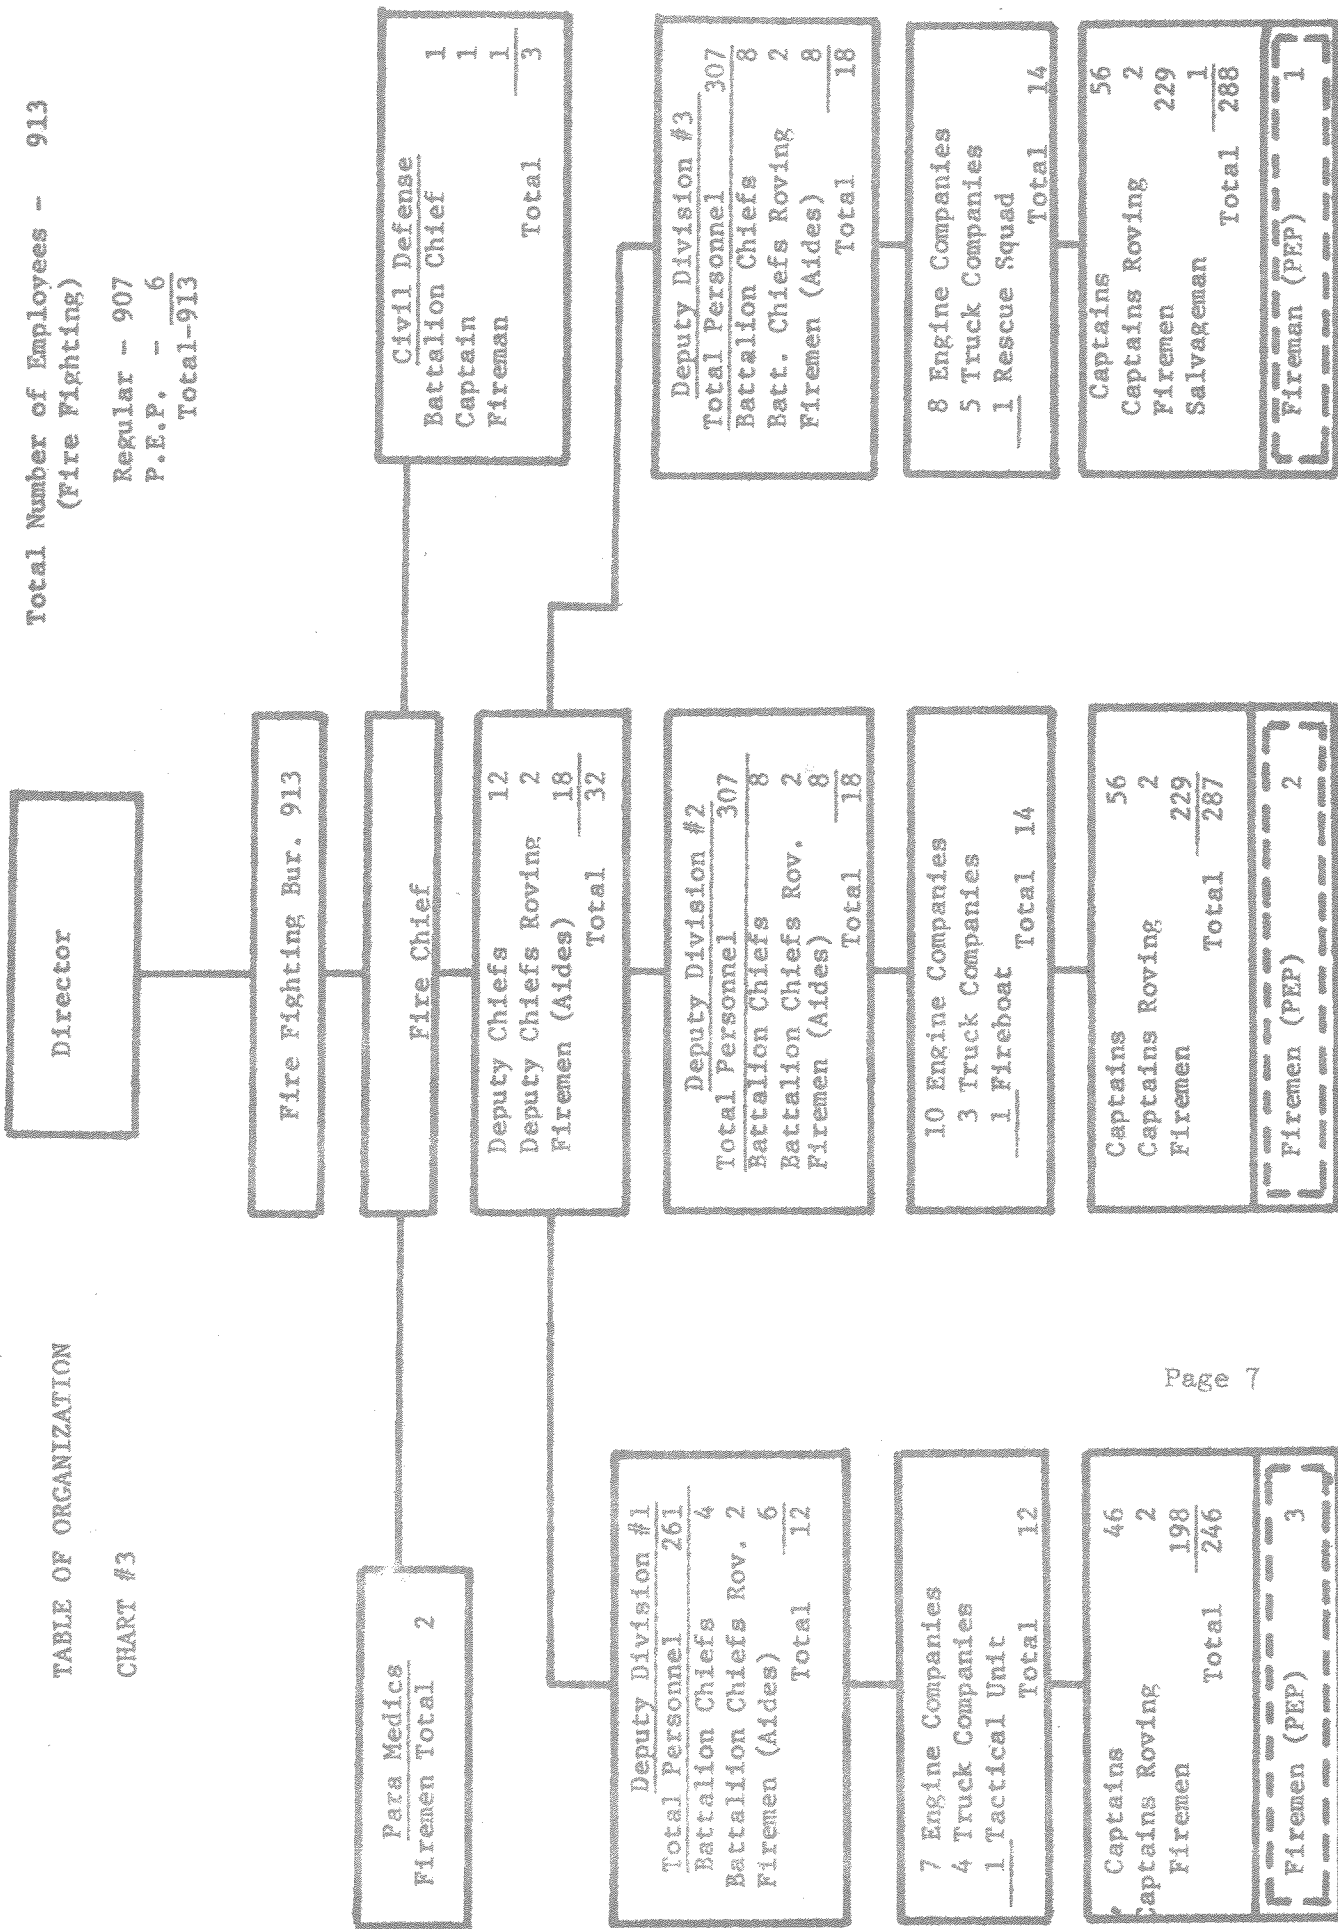 TABLE OF ORGANIZATION
CHART #3
Total Number of Employees - 913
(Fire Fighting)
Regular - 907
P.E.P. - 6
Total-913
Director
Fire Fighting Bur. 913
Fire Chief
Para Medics
Firemen Total 2
Civil Defense
Battalion Chief 1
Captain 1
Fireman 1
Total 3
Deputy Chiefs 12
Deputy Chiefs Roving 2
Firemen (Aides) 18
Total 32
Deputy Division #1
Total Personnel 261
Battalion Chiefs 4
Battalion Chiefs Rov. 2
Firemen (Aides) 6
Total 12
7 Engine Companies
4 Truck Companies
1 Tactical Unit
Total 12
Captains 46
Captains Roving 2
Firemen 198
Total 246
Firemen (PEP) 3
Deputy Division #2
Total Personnel 307
Battalion Chiefs 8
Battalion Chiefs Rov. 2
Firemen (Aides) 8
Total 18
10 Engine Companies
3 Truck Companies
1 Fireboat
Total 14
Captains 56
Captains Roving 2
Firemen 229
Total 287
Firemen (PEP) 2
Deputy Division #3
Total Personnel 307
Battalion Chiefs 8
Batt. Chiefs Roving 2
Firemen (Aides) 8
Total 18
8 Engine Companies
5 Truck Companies
1 Rescue Squad
Total 14
Captains 56
Captains Roving 2
Firemen 229
Salvageman 1
Total 288
Fireman (PEP) 1
Page 7